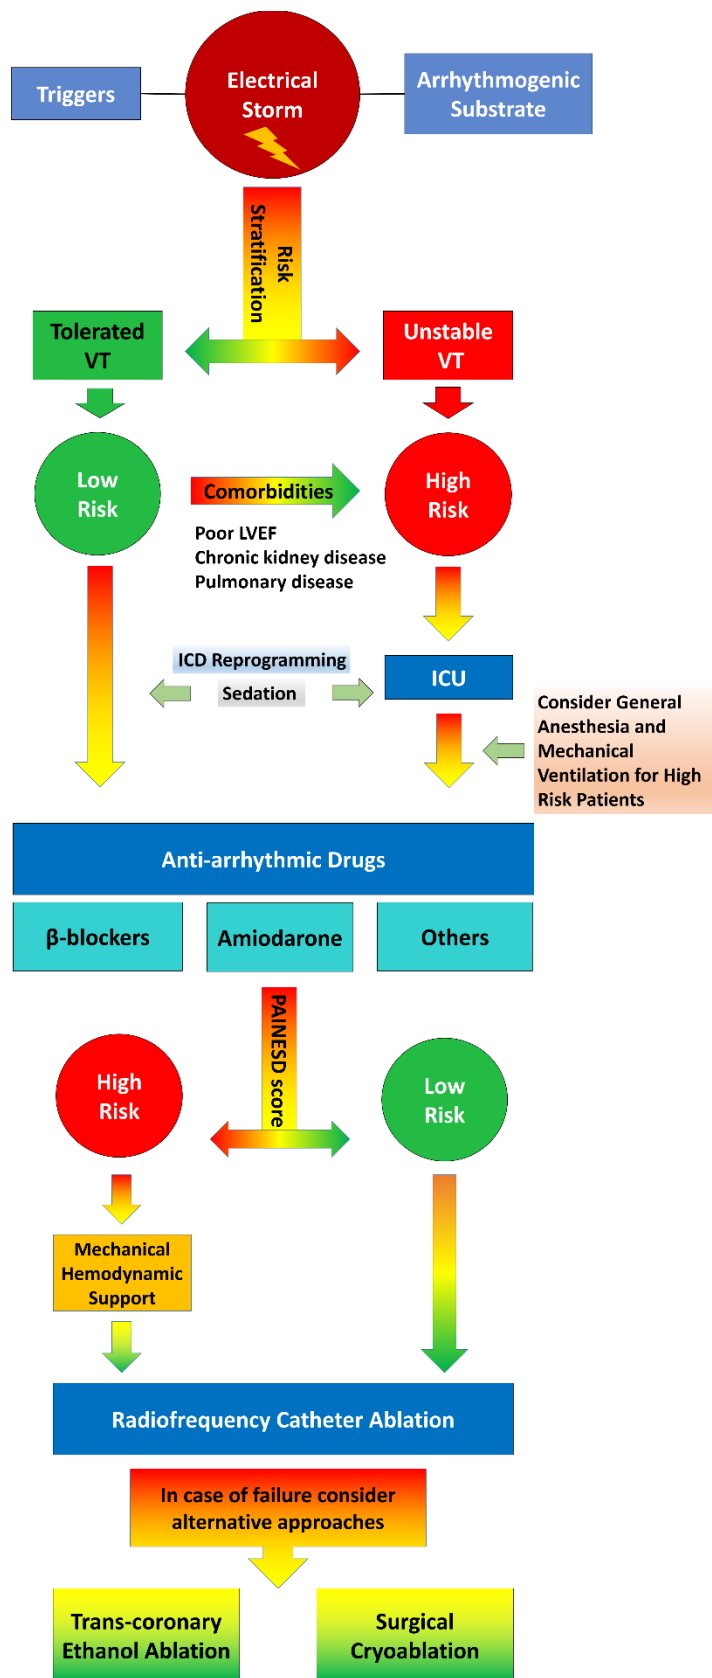 Triggers
Electrical
Storm
Arrhythmogenic
Substrate
Risk
Stratification
Tolerated
VT
Unstable
VT
Low
Risk
Comorbidities
High
Risk
Poor LVEF
Chronic kidney disease
Pulmonary disease
ICD Reprogramming
Sedation
ICU
Consider General
Anesthesia and
Mechanical
Ventilation for High
Risk Patients
Anti-arrhythmic Drugs
β-blockers
Amiodarone
Others
PAINESD score
High
Risk
Low
Risk
Mechanical
Hemodynamic
Support
Radiofrequency Catheter Ablation
In case of failure consider
alternative approaches
Trans-coronary
Ethanol Ablation
Surgical
Cryoablation